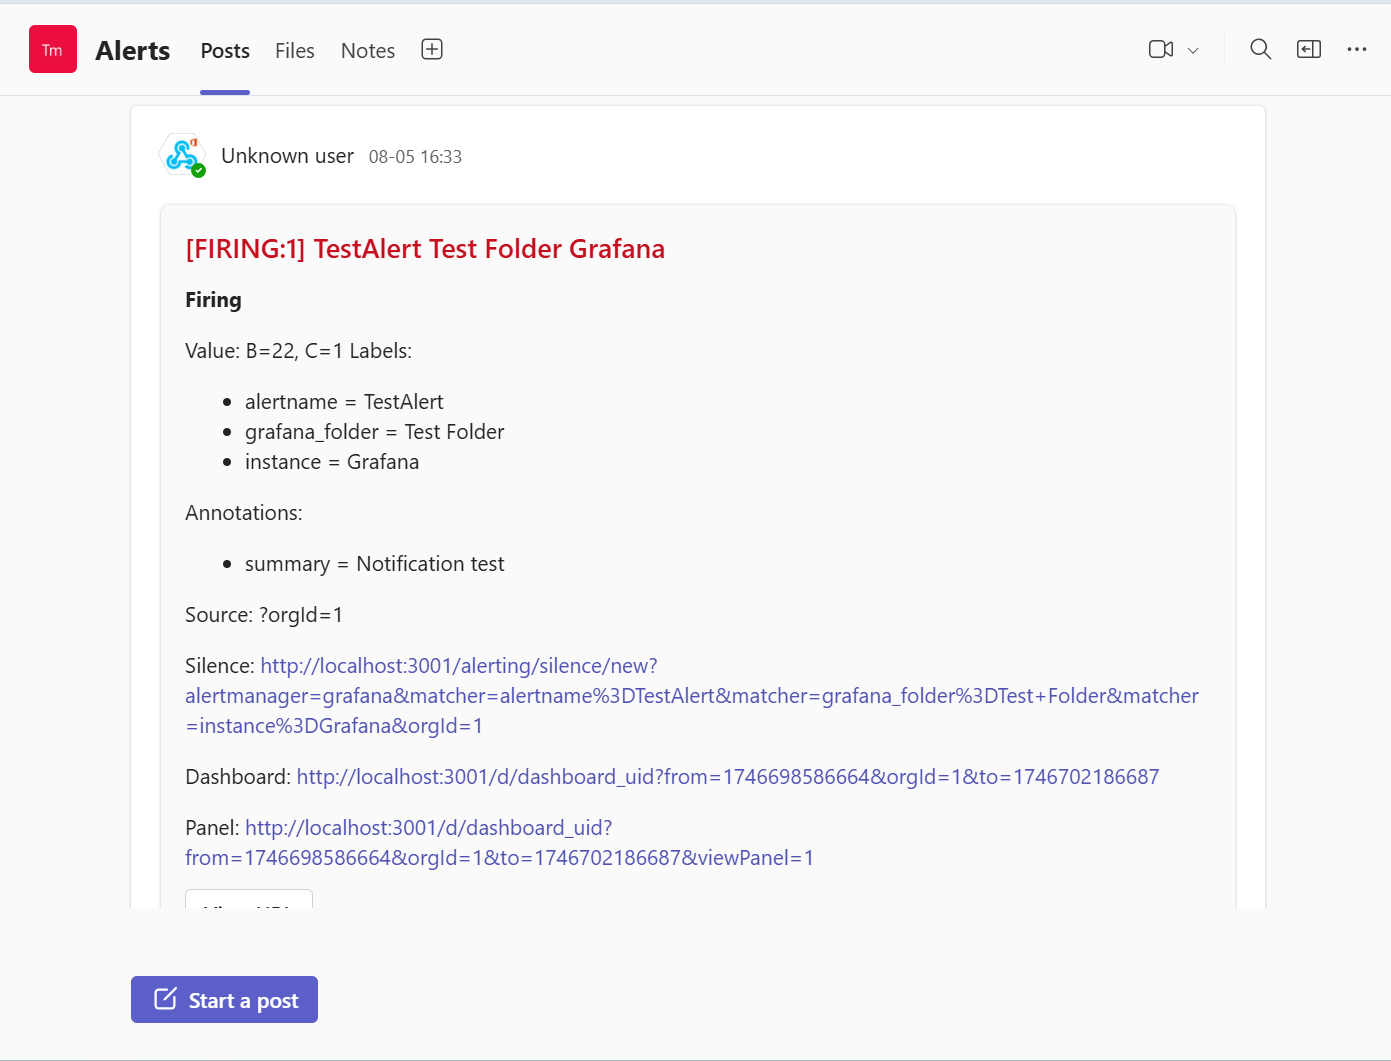 Tm Alerts Posts Files Notes
Unknown user 08-05 16:33
[FIRING:1] TestAlert Test Folder Grafana
Firing
Value: B=22, C=1 Labels:
• alertname = TestAlert
• grafana_folder = Test Folder
• instance = Grafana
Annotations:
• summary = Notification test
Source: ?orgId=1
Silence: http://localhost:3001/alerting/silence/new?
alertmanager=grafana&matcher=alertname%3DTestAlert&matcher=grafana_folder%3DTest+Folder&matcher
=instance%3DGrafana&orgId=1
Dashboard: http://localhost:3001/d/dashboard_uid?from=1746698586664&orgId=1&to=1746702186687
Panel: http://localhost:3001/d/dashboard_uid?
from=1746698586664&orgId=1&to=1746702186687&viewPanel=1
Start a post